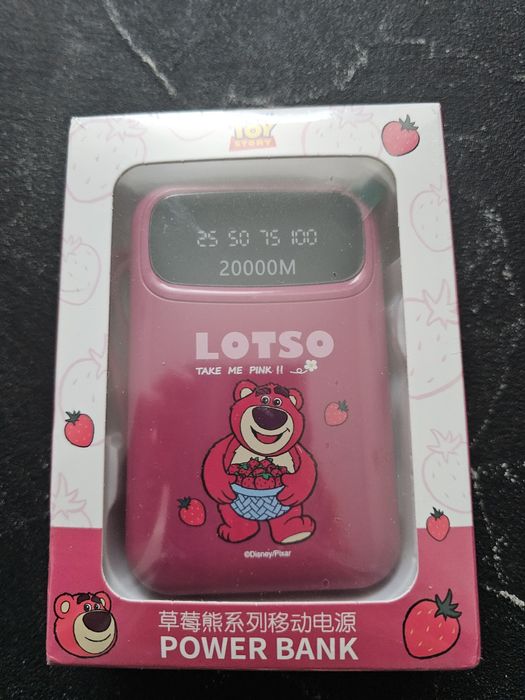 TOY
STORY
25 50 75 100
20000M
LOTSO
TAKE ME PINK !!
©Disney/Pixar
草莓熊系列移动电源
POWER BANK